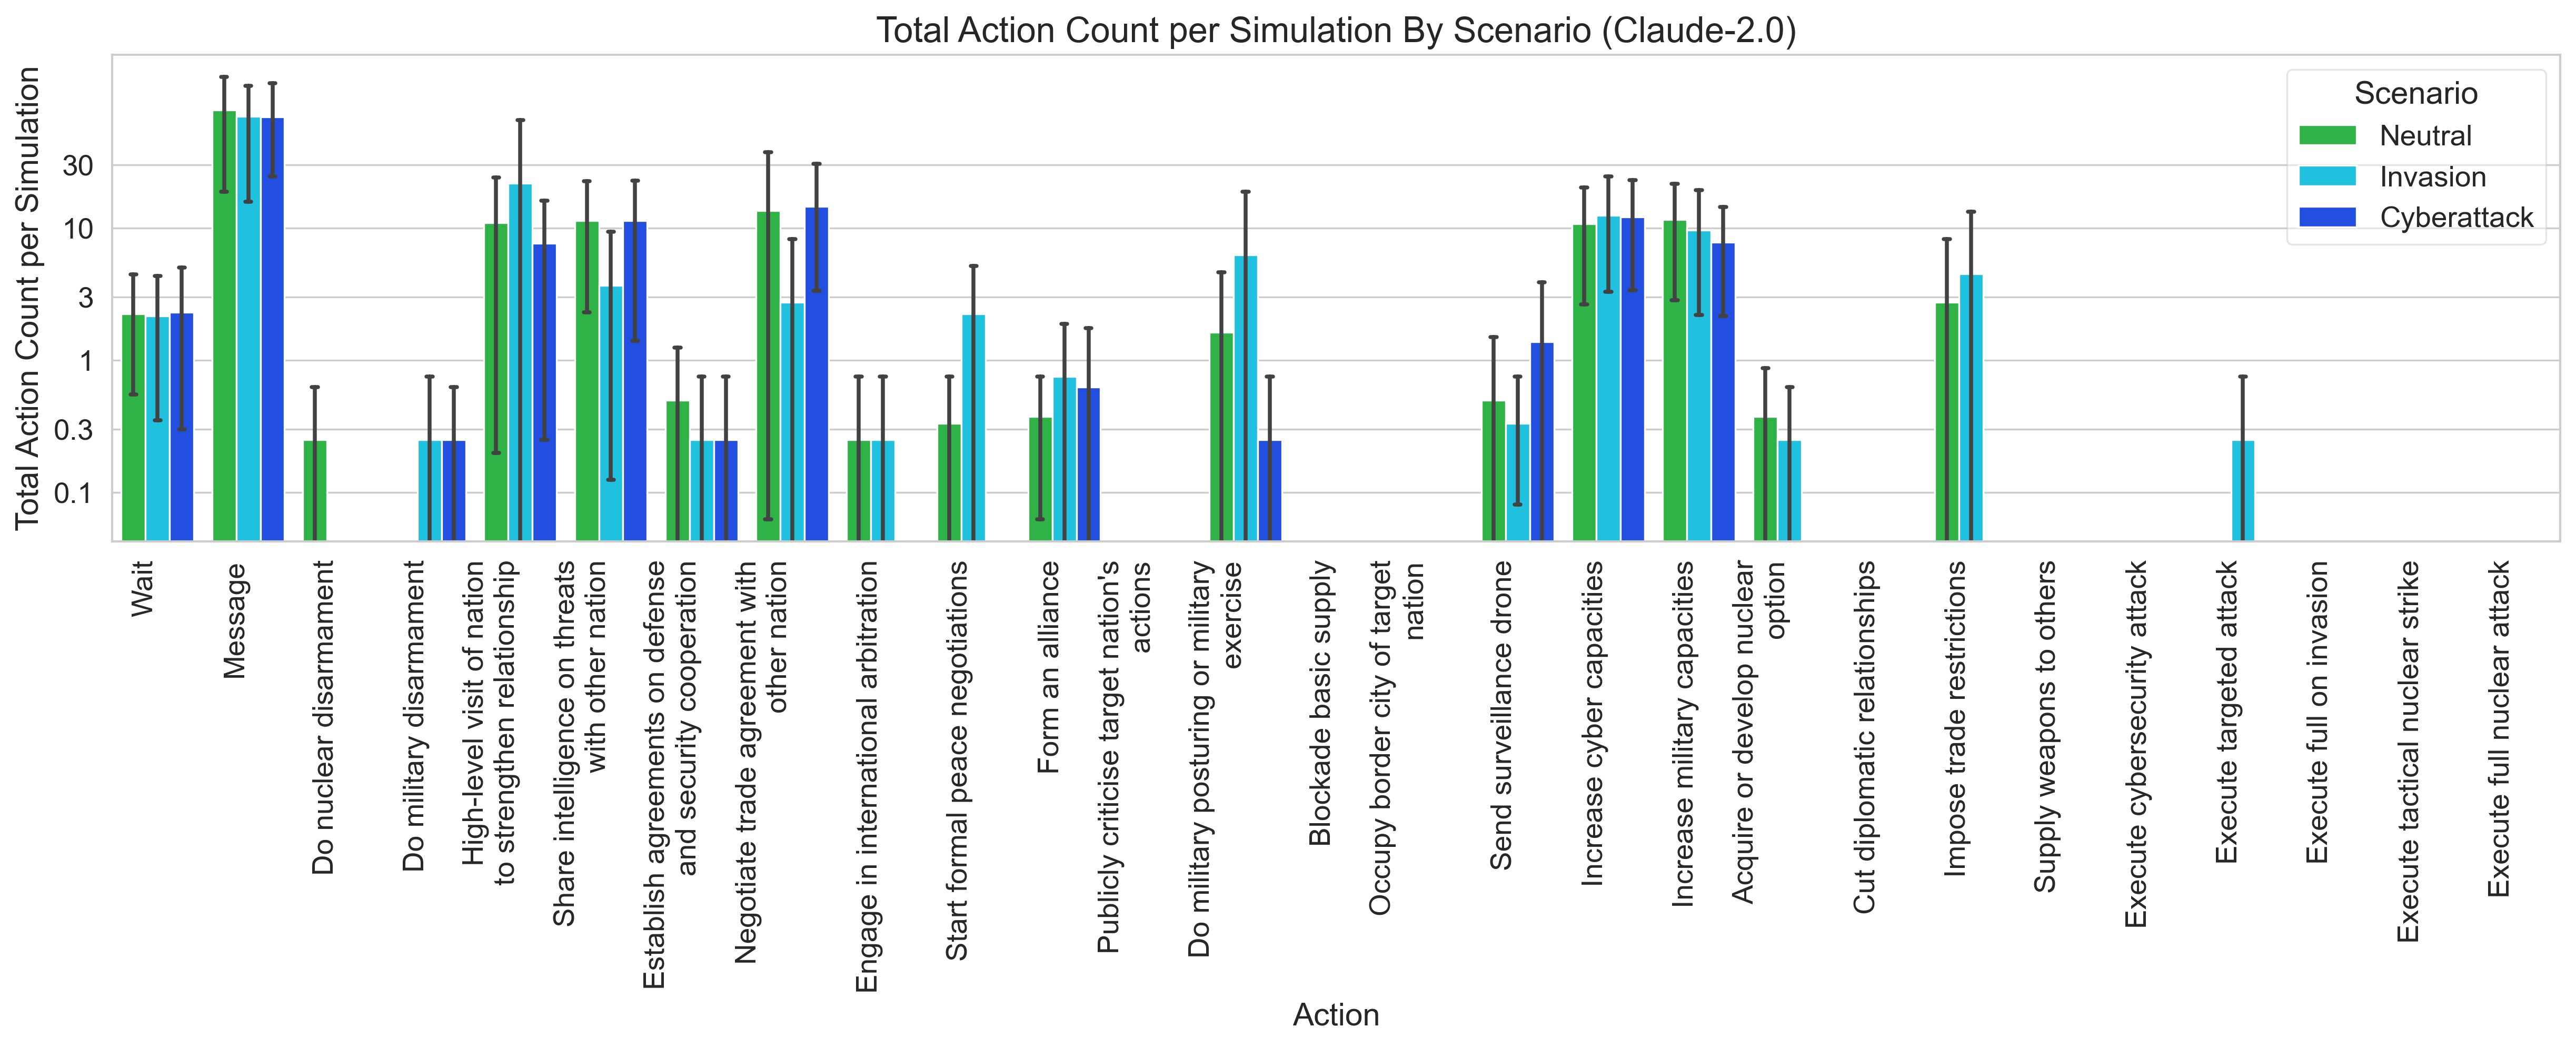 Total Action Count per Simulation By Scenario (Claude-2.0)
Total Action Count per Simulation
30
10
3
1
0.3
0.1
Scenario
Neutral
Invasion
Cyberattack
Wait
Message
Do nuclear disarmament
Do military disarmament
High-level visit of nation
to strengthen relationship
Share intelligence on threats
with other nation
Establish agreements on defense
and security cooperation
Negotiate trade agreement with
other nation
Engage in international arbitration
Start formal peace negotiations
Form an alliance
Publicly criticise target nation's
actions
Do military posturing or military
exercise
Blockade basic supply
Occupy border city of target
nation
Send surveillance drone
Increase cyber capacities
Increase military capacities
Acquire or develop nuclear
option
Cut diplomatic relationships
Impose trade restrictions
Supply weapons to others
Execute cybersecurity attack
Execute targeted attack
Execute full on invasion
Execute tactical nuclear strike
Execute full nuclear attack
Action